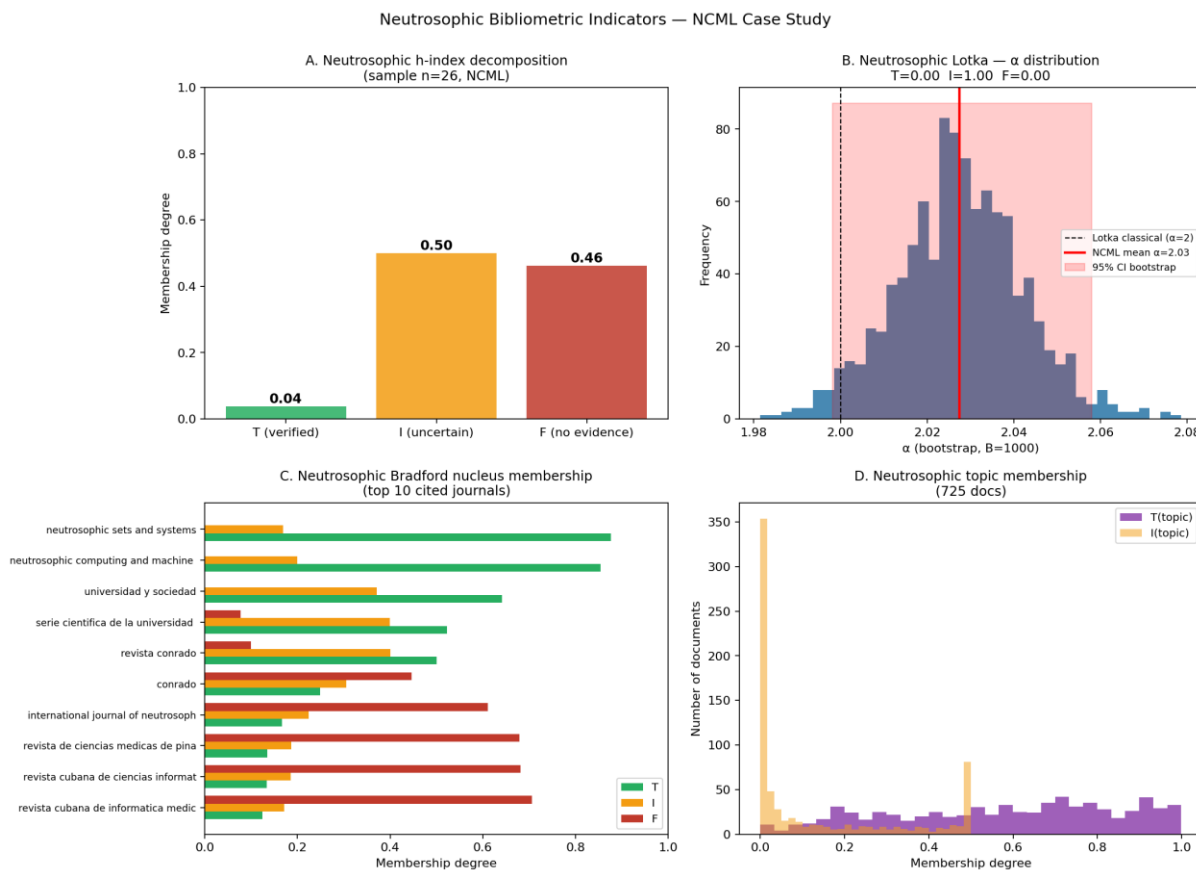 Neutrosophic Bibliometric Indicators — NCML Case Study
A. Neutrosophic h-index decomposition
(sample n=26, NCML)
Membership degree
1.0
0.8
0.6
0.4
0.2
0.0
0.04
0.50
0.46
T (verified)
I (uncertain)
F (no evidence)
B. Neutrosophic Lotka — α distribution
T=0.00 I=1.00 F=0.00
Frequency
80
60
40
20
0
Lotka classical (α=2)
NCML mean α=2.03
95% CI bootstrap
1.98
2.00
2.02
2.04
2.06
2.08
α (bootstrap, B=1000)
C. Neutrosophic Bradford nucleus membership
(top 10 cited journals)
neutrosophic sets and systems
neutrosophic computing and machine
universidad y sociedad
serie cientifica de la universidad
revista conrado
conrado
international journal of neutrosoph
revista de ciencias medicas de pina
revista cubana de ciencias informat
revista cubana de informatica medic
T
I
F
0.0
0.2
0.4
0.6
0.8
1.0
Membership degree
D. Neutrosophic topic membership
(725 docs)
Number of documents
350
300
250
200
150
100
50
0
T(topic)
I(topic)
0.0
0.2
0.4
0.6
0.8
1.0
Membership degree